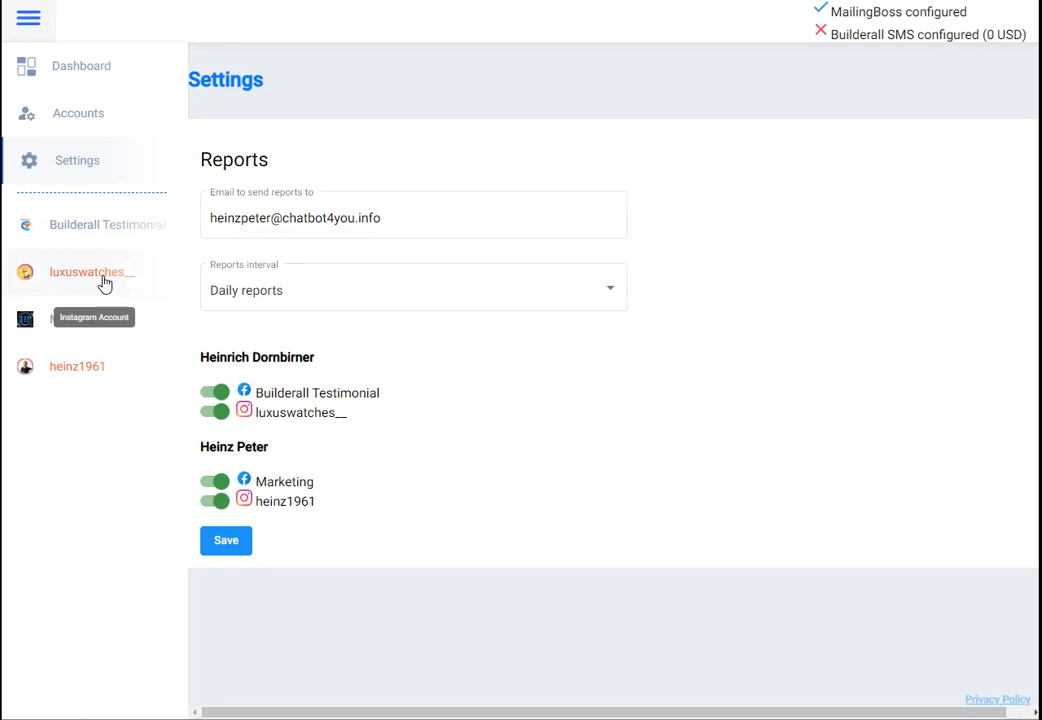 MailingBoss configured
Builderall SMS configured (0 USD)
Dashboard
Accounts
Settings
Builderall Testimonial
luxuswatches__
Instagram Account
heinz1961
Settings
Reports
Email to send reports to
heinzpeter@chatbot4you.info
Reports interval
Daily reports
Heinrich Dornbirner
Builderall Testimonial
luxuswatches__
Heinz Peter
Marketing
heinz1961
Save
Privacy Policy